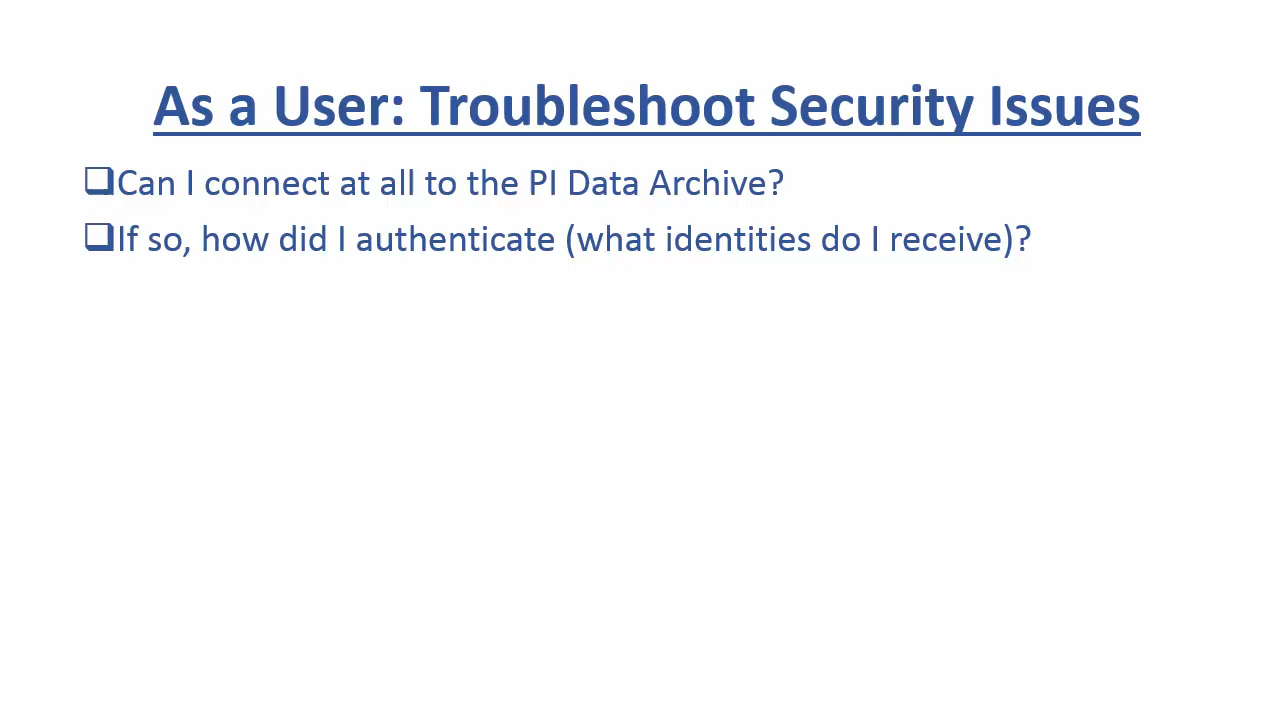 As a User: Troubleshoot Security Issues
Can I connect at all to the PI Data Archive?
If so, how did I authenticate (what identities do I receive)?